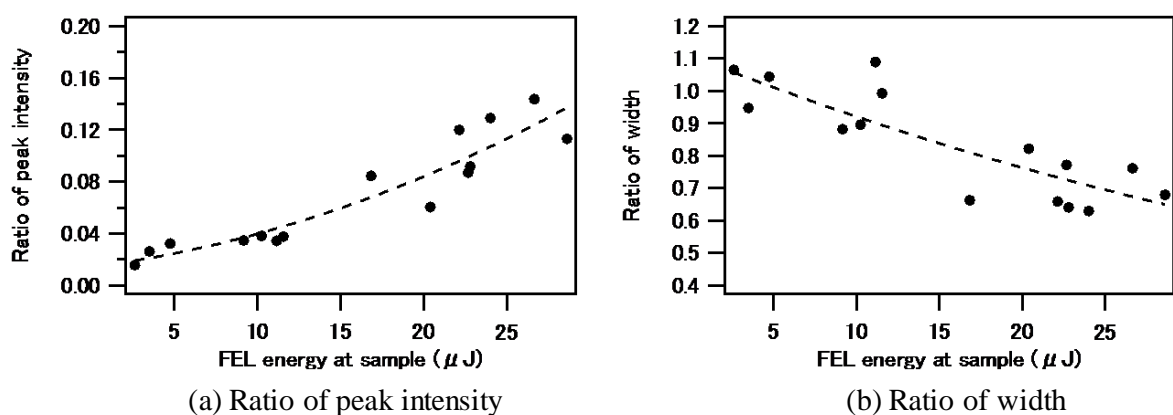 0.20
0.16
0.12
0.08
0.04
0.00
Ratio of peak intensity
5 10 15 20 25
FEL energy at sample (μJ)
(a) Ratio of peak intensity
1.2
1.1
1.0
0.9
0.8
0.7
0.6
0.5
0.4
Ratio of width
5 10 15 20 25
FEL energy at sample (μJ)
(b) Ratio of width